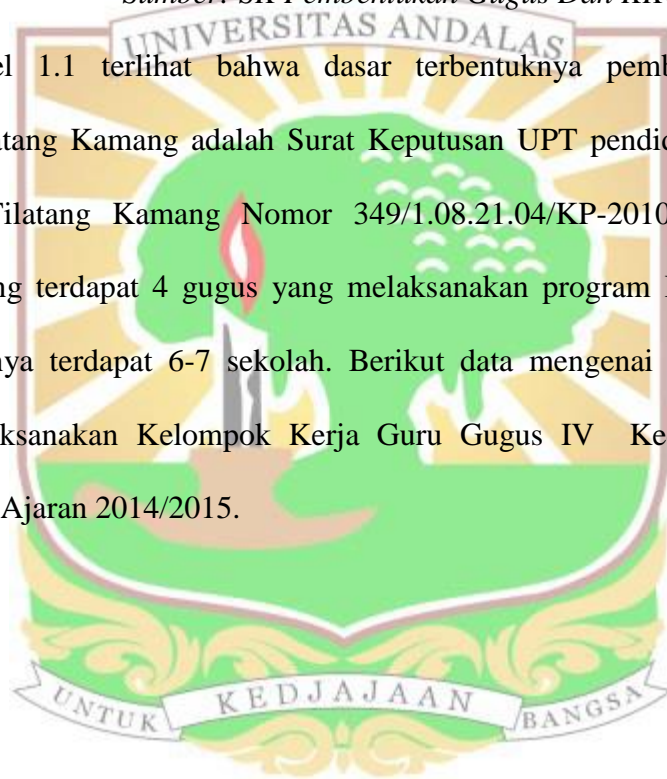 Sumber: SK Pembentukan Gugus Dan
UNIVERSITAS ANDALAS
el 1.1 terlihat bahwa dasar terbentuknya pemb
atang Kamang adalah Surat Keputusan UPT pendid
Tilatang Kamang Nomor 349/1.08.21.04/KP-2010
ng terdapat 4 gugus yang melaksanakan program
nya terdapat 6-7 sekolah. Berikut data mengenai
ksanakan Kelompok Kerja Guru Gugus IV Ke
Ajaran 2014/2015.
UNTUK KEDJAJAAN BANGSA